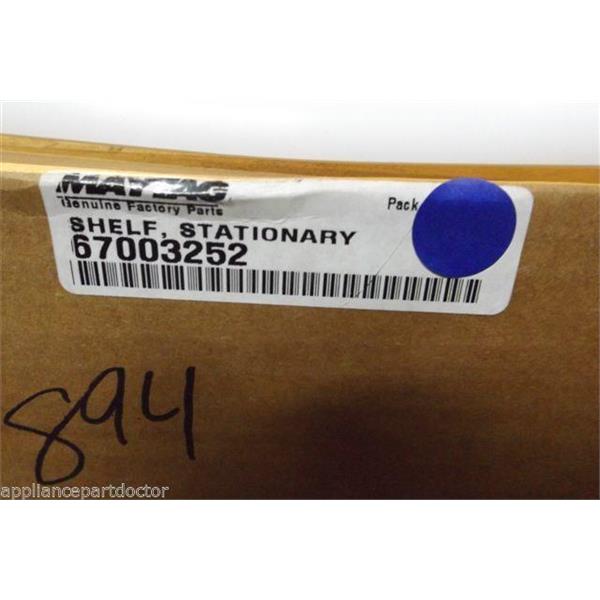 MAYTAG
Genuine Factory Parts
Pack
SHELF, STATIONARY
67003252
894
appliancepartdoctor